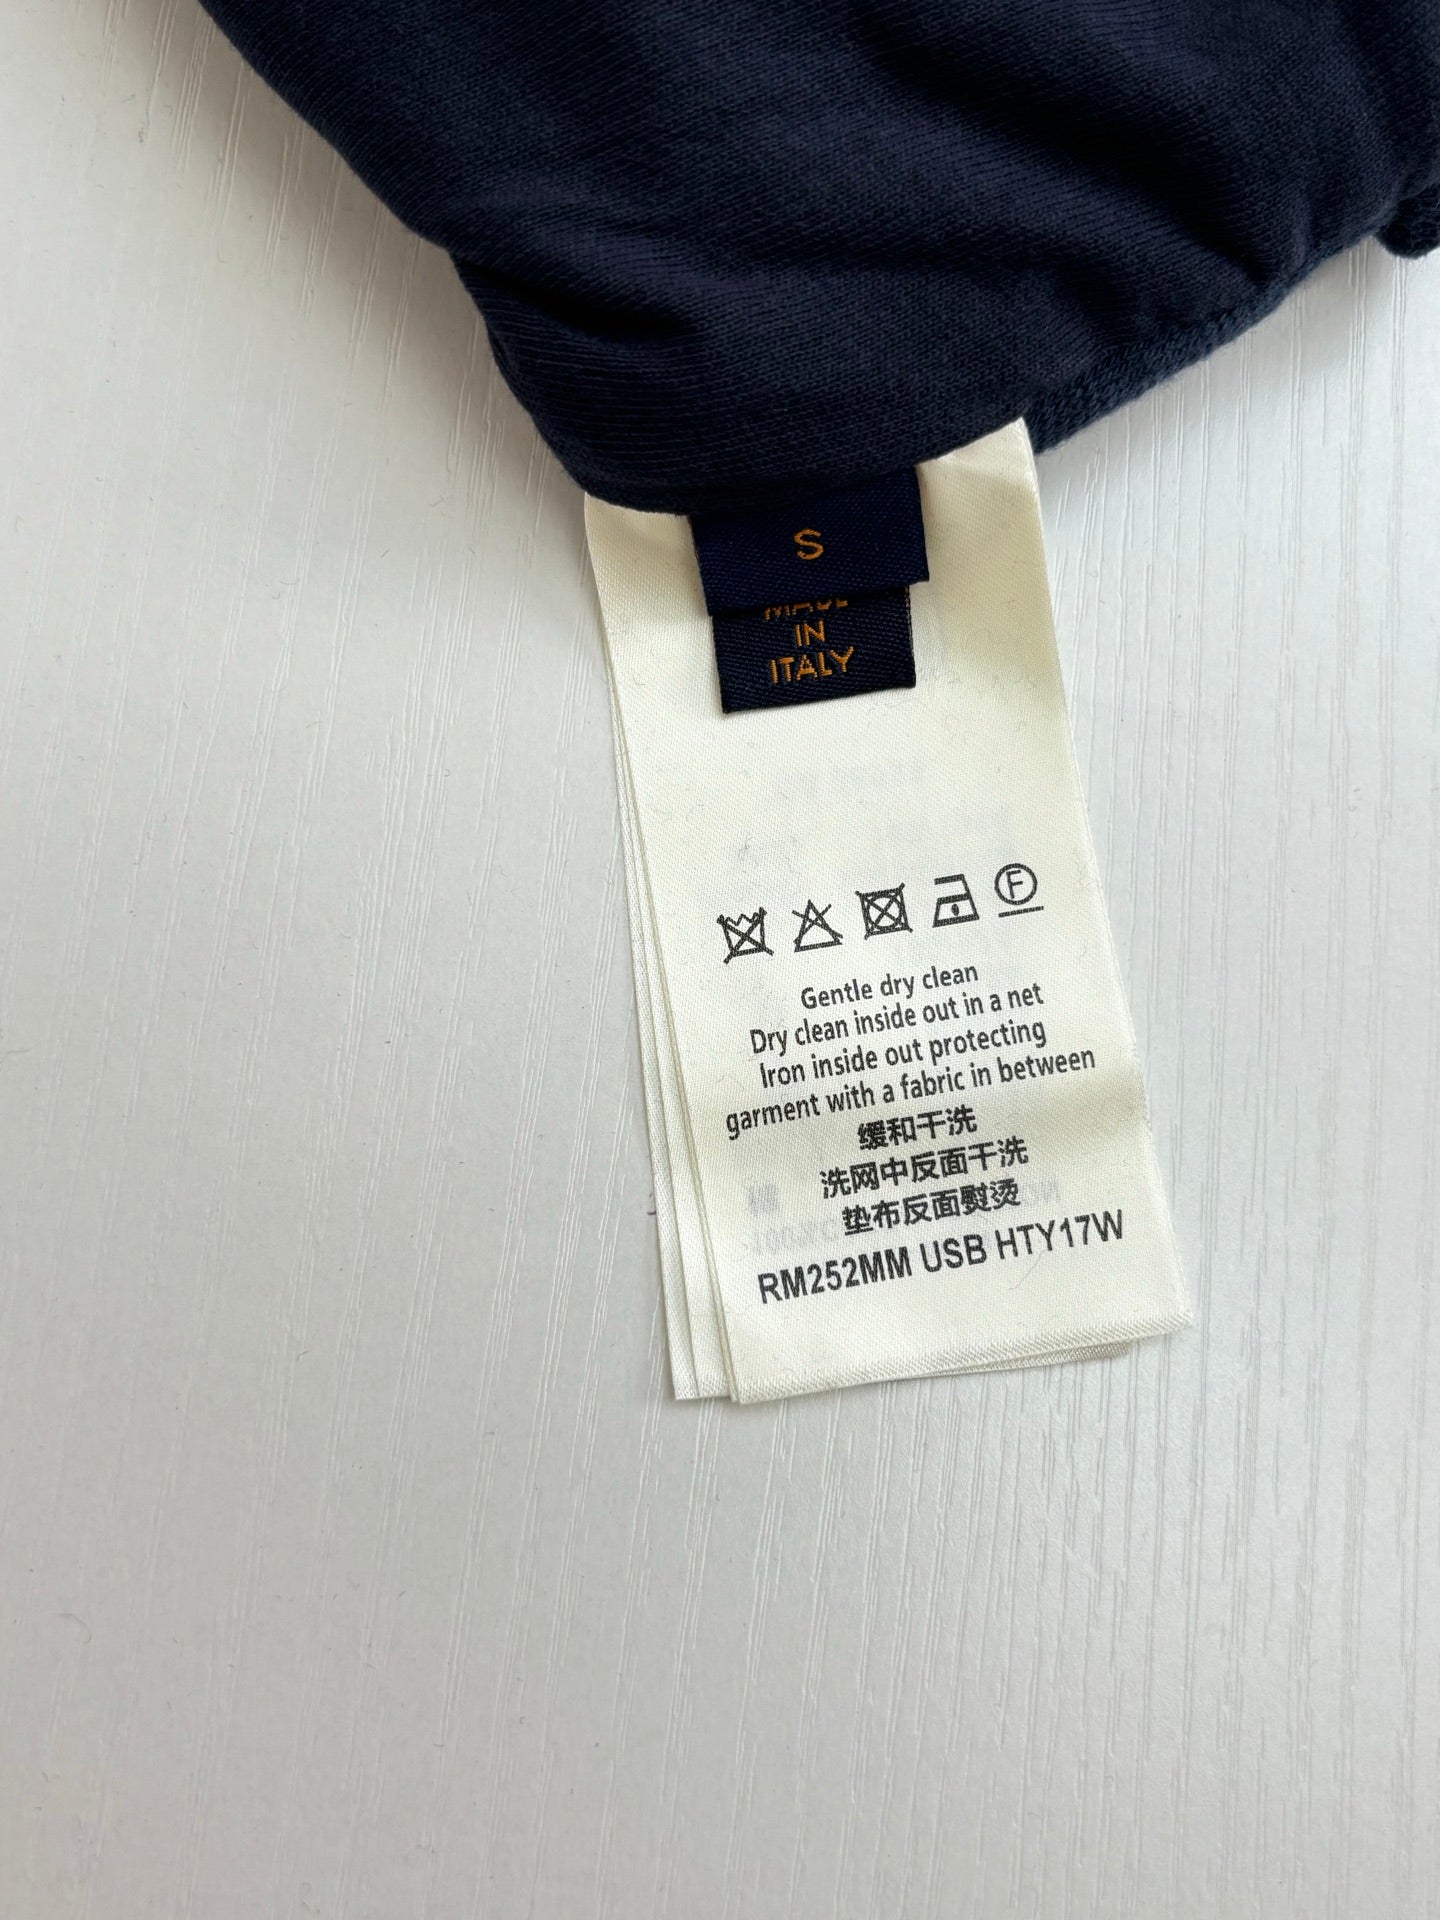 S
MADE
IN
ITALY
F
Gentle dry clean
Dry clean inside out in a net
Iron inside out protecting
garment with a fabric in between
缓和干洗
洗网中反面干洗
垫布反面熨烫
RM252MM USB HTY17W